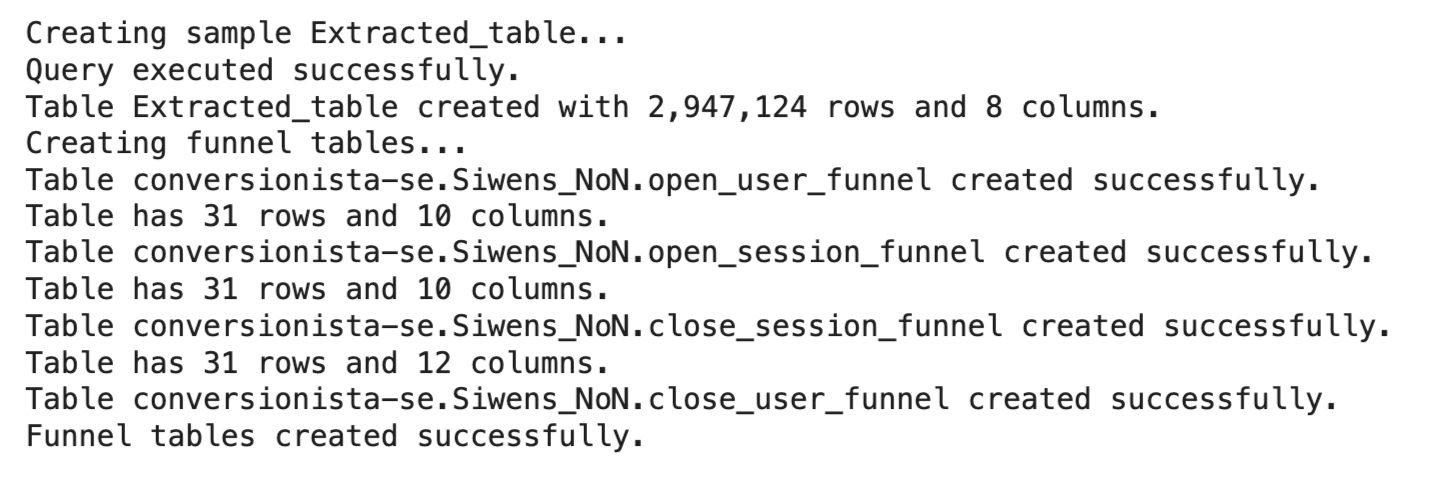 Creating sample Extracted_table...
Query executed successfully.
Table Extracted_table created with 2,947,124 rows and 8 columns.
Creating funnel tables...
Table conversionista-se.Siwens_NoN.open_user_funnel created successfully.
Table has 31 rows and 10 columns.
Table conversionista-se.Siwens_NoN.open_session_funnel created successfully.
Table has 31 rows and 10 columns.
Table conversionista-se.Siwens_NoN.close_session_funnel created successfully.
Table has 31 rows and 12 columns.
Table conversionista-se.Siwens_NoN.close_user_funnel created successfully.
Funnel tables created successfully.